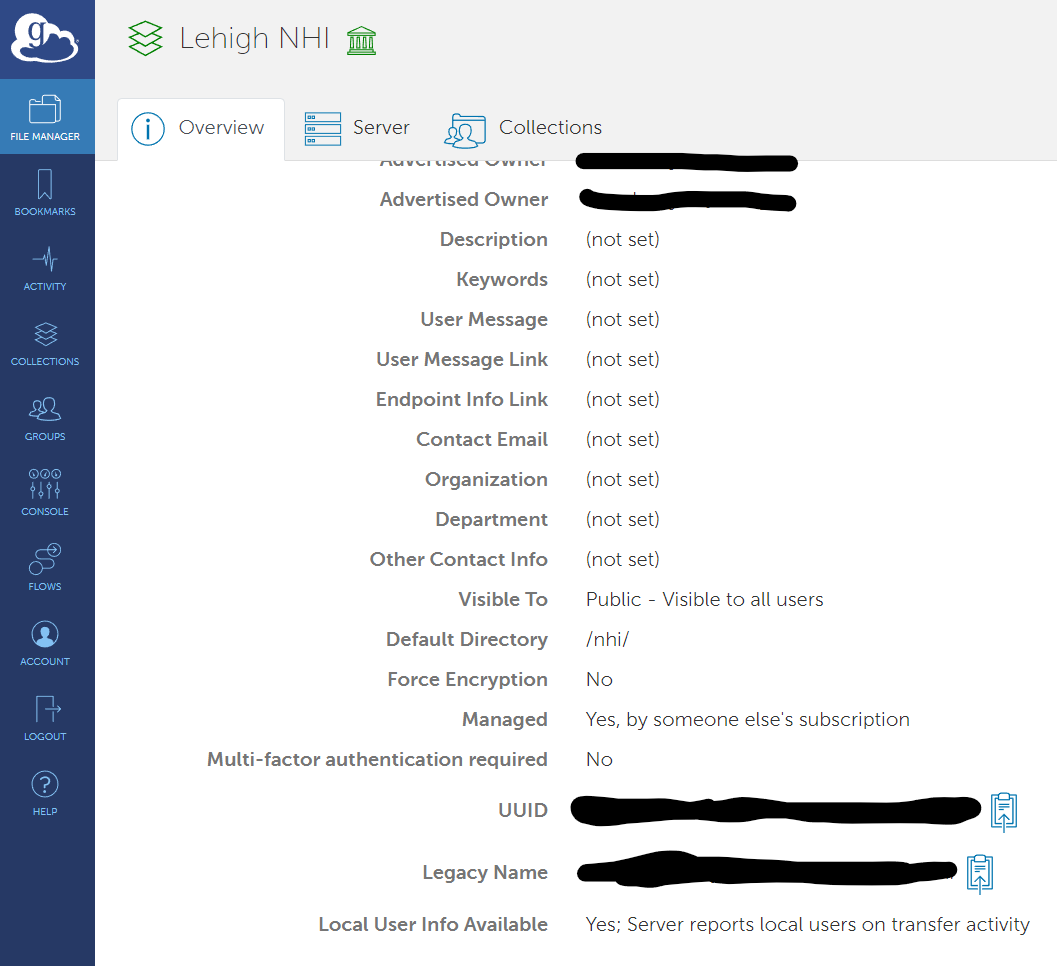 g
Lehigh NHI
FILE MANAGER
BOOKMARKS
ACTIVITY
COLLECTIONS
GROUPS
CONSOLE
FLOWS
ACCOUNT
LOGOUT
HELP
Overview Server Collections
Advertised Owner
Advertised Owner
Description (not set)
Keywords (not set)
User Message (not set)
User Message Link (not set)
Endpoint Info Link (not set)
Contact Email (not set)
Organization (not set)
Department (not set)
Other Contact Info (not set)
Visible To Public - Visible to all users
Default Directory /nhi/
Force Encryption No
Managed Yes, by someone else's subscription
Multi-factor authentication required No
UUID
Legacy Name
Local User Info Available Yes; Server reports local users on transfer activity